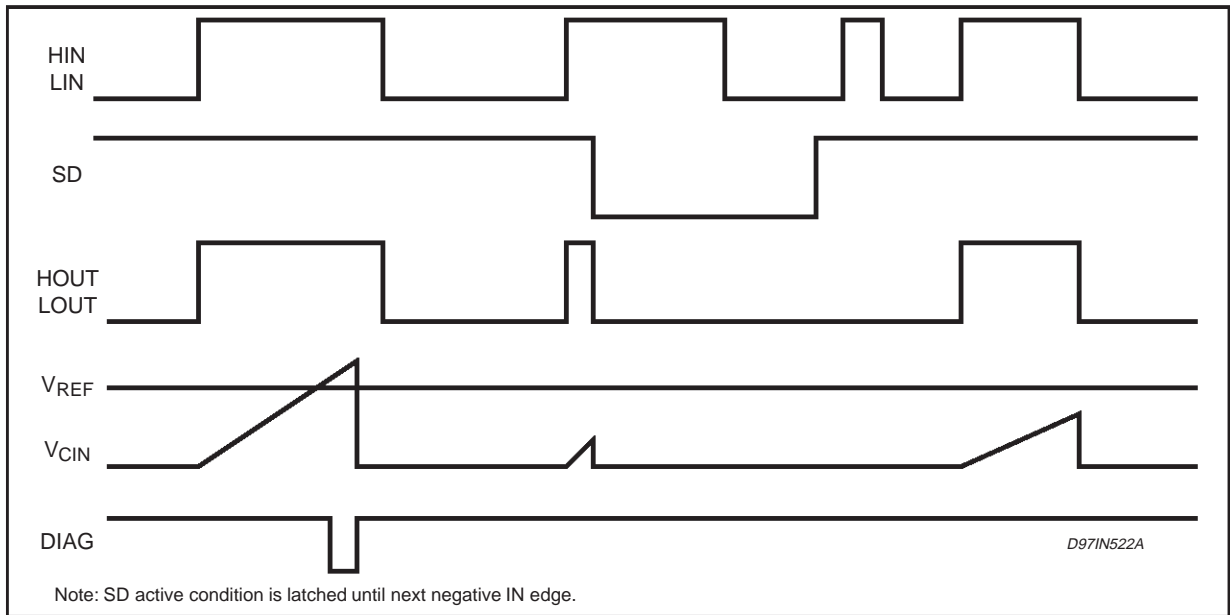 HIN
LIN
SD
HOUT
LOUT
VREF
VCIN
DIAG
D97IN522A
Note: SD active condition is latched until next negative IN edge.